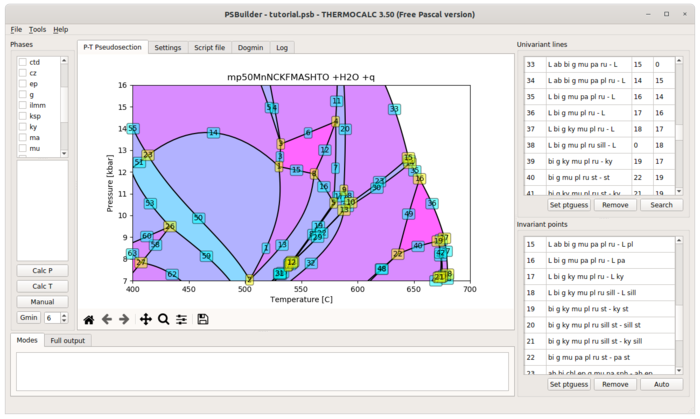 PSBuilder - tutorial.psb - THERMOCALC 3.50 (Free Pascal version)
File Tools Help
Phases
ctd
cz
ep
g
ilmm
ksp
ky
ma
mu
Calc P
Calc T
Manual
Gmin 6
P-T Pseudosection Settings Script file Dogmin Log
mp50MnNCKFMASHTO +H2O +q
Pressure [kbar]
16
15
14
13
12
11
10
9
8
7
400 450 500 550 600 650 700
Temperature [C]
55
51
23
14
53
50
26
60
58
59
63
27
62
2
1
13
3
5
4
6
12
11
20
7
15
8
16
9
10
13
32
31
12
33
35
16
36
49
40
22
48
19
21
30
Modes Full output
Univariant lines
33 L ab bi g mu pa ru - L 15 0
34 L ab bi g mu pa pl ru - L 14 15
35 L bi g mu pa pl ru - L 16 14
36 L bi g mu pl ru - L 17 16
37 L bi g ky mu pl ru - L 18 17
38 L bi g mu pl ru sill - L 0 18
39 bi g ky mu pl ru - ky 19 17
40 bi g mu pl ru st - st 22 19
41 bi g ky mu pl ru st - ky 21 19
Set ptguess Remove Search
Invariant points
15 L ab bi g mu pa pl ru - L pl
16 L bi g mu pa pl ru - L pa
17 L bi g ky mu pl ru - L ky
18 L bi g ky mu pl ru sill - L sill
19 bi g ky mu pl ru st - ky st
20 bi g ky mu pl ru sill st - sill st
21 bi g ky mu pl ru sill st - ky sill
22 bi g mu pa pl ru st - pa st
23 ab bi chl ep g mu pa sph - ab ep
Set ptguess Remove Auto